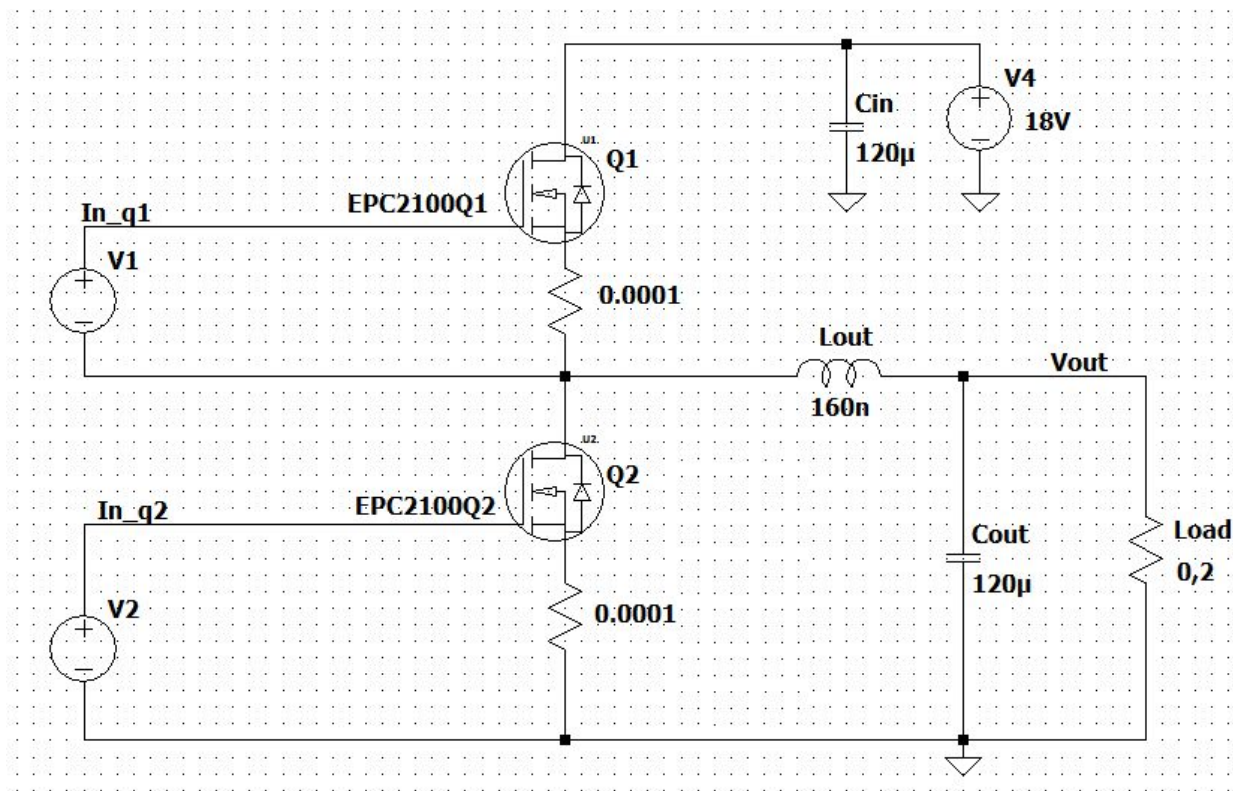 V4
Cin
18V
U1
Q1
120µ
EPC2100Q1
In_q1
V1
0.0001
Lout
Vout
160n
U2
Q2
EPC2100Q2
In_q2
Cout
Load
120µ
0,2
V2
0.0001